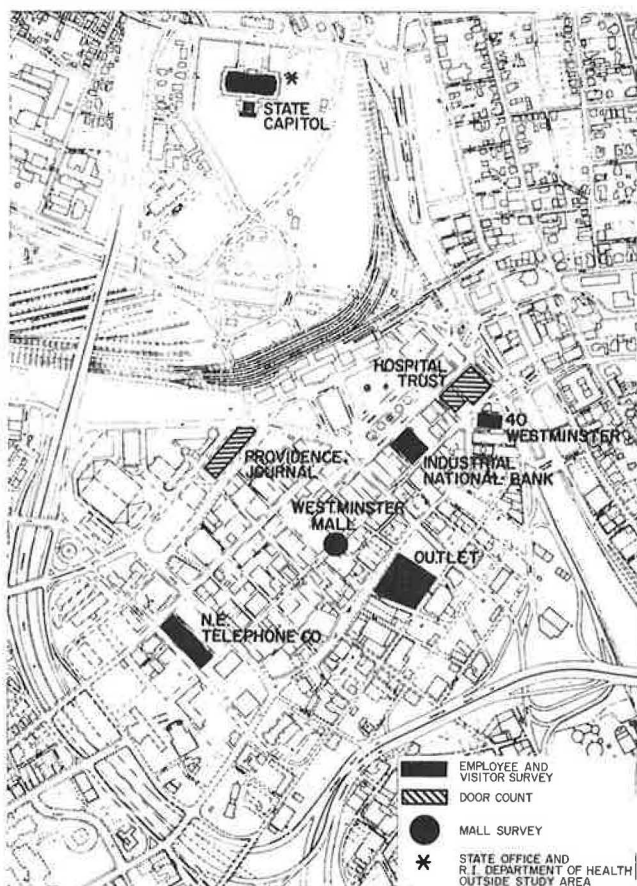 STATE
CAPITOL
HOSPITAL
TRUST
40
WESTMINSTER
PROVIDENCE
JOURNAL
INDUSTRIAL
NATIONAL BANK
WESTMINSTER
MALL
OUTLET
N.E.
TELEPHONE CO.
EMPLOYEE AND
VISITOR SURVEY
DOOR COUNT
MALL SURVEY
STATE OFFICE AND
R.I. DEPARTMENT OF HEALTH
OUTSIDE STUDY AREA